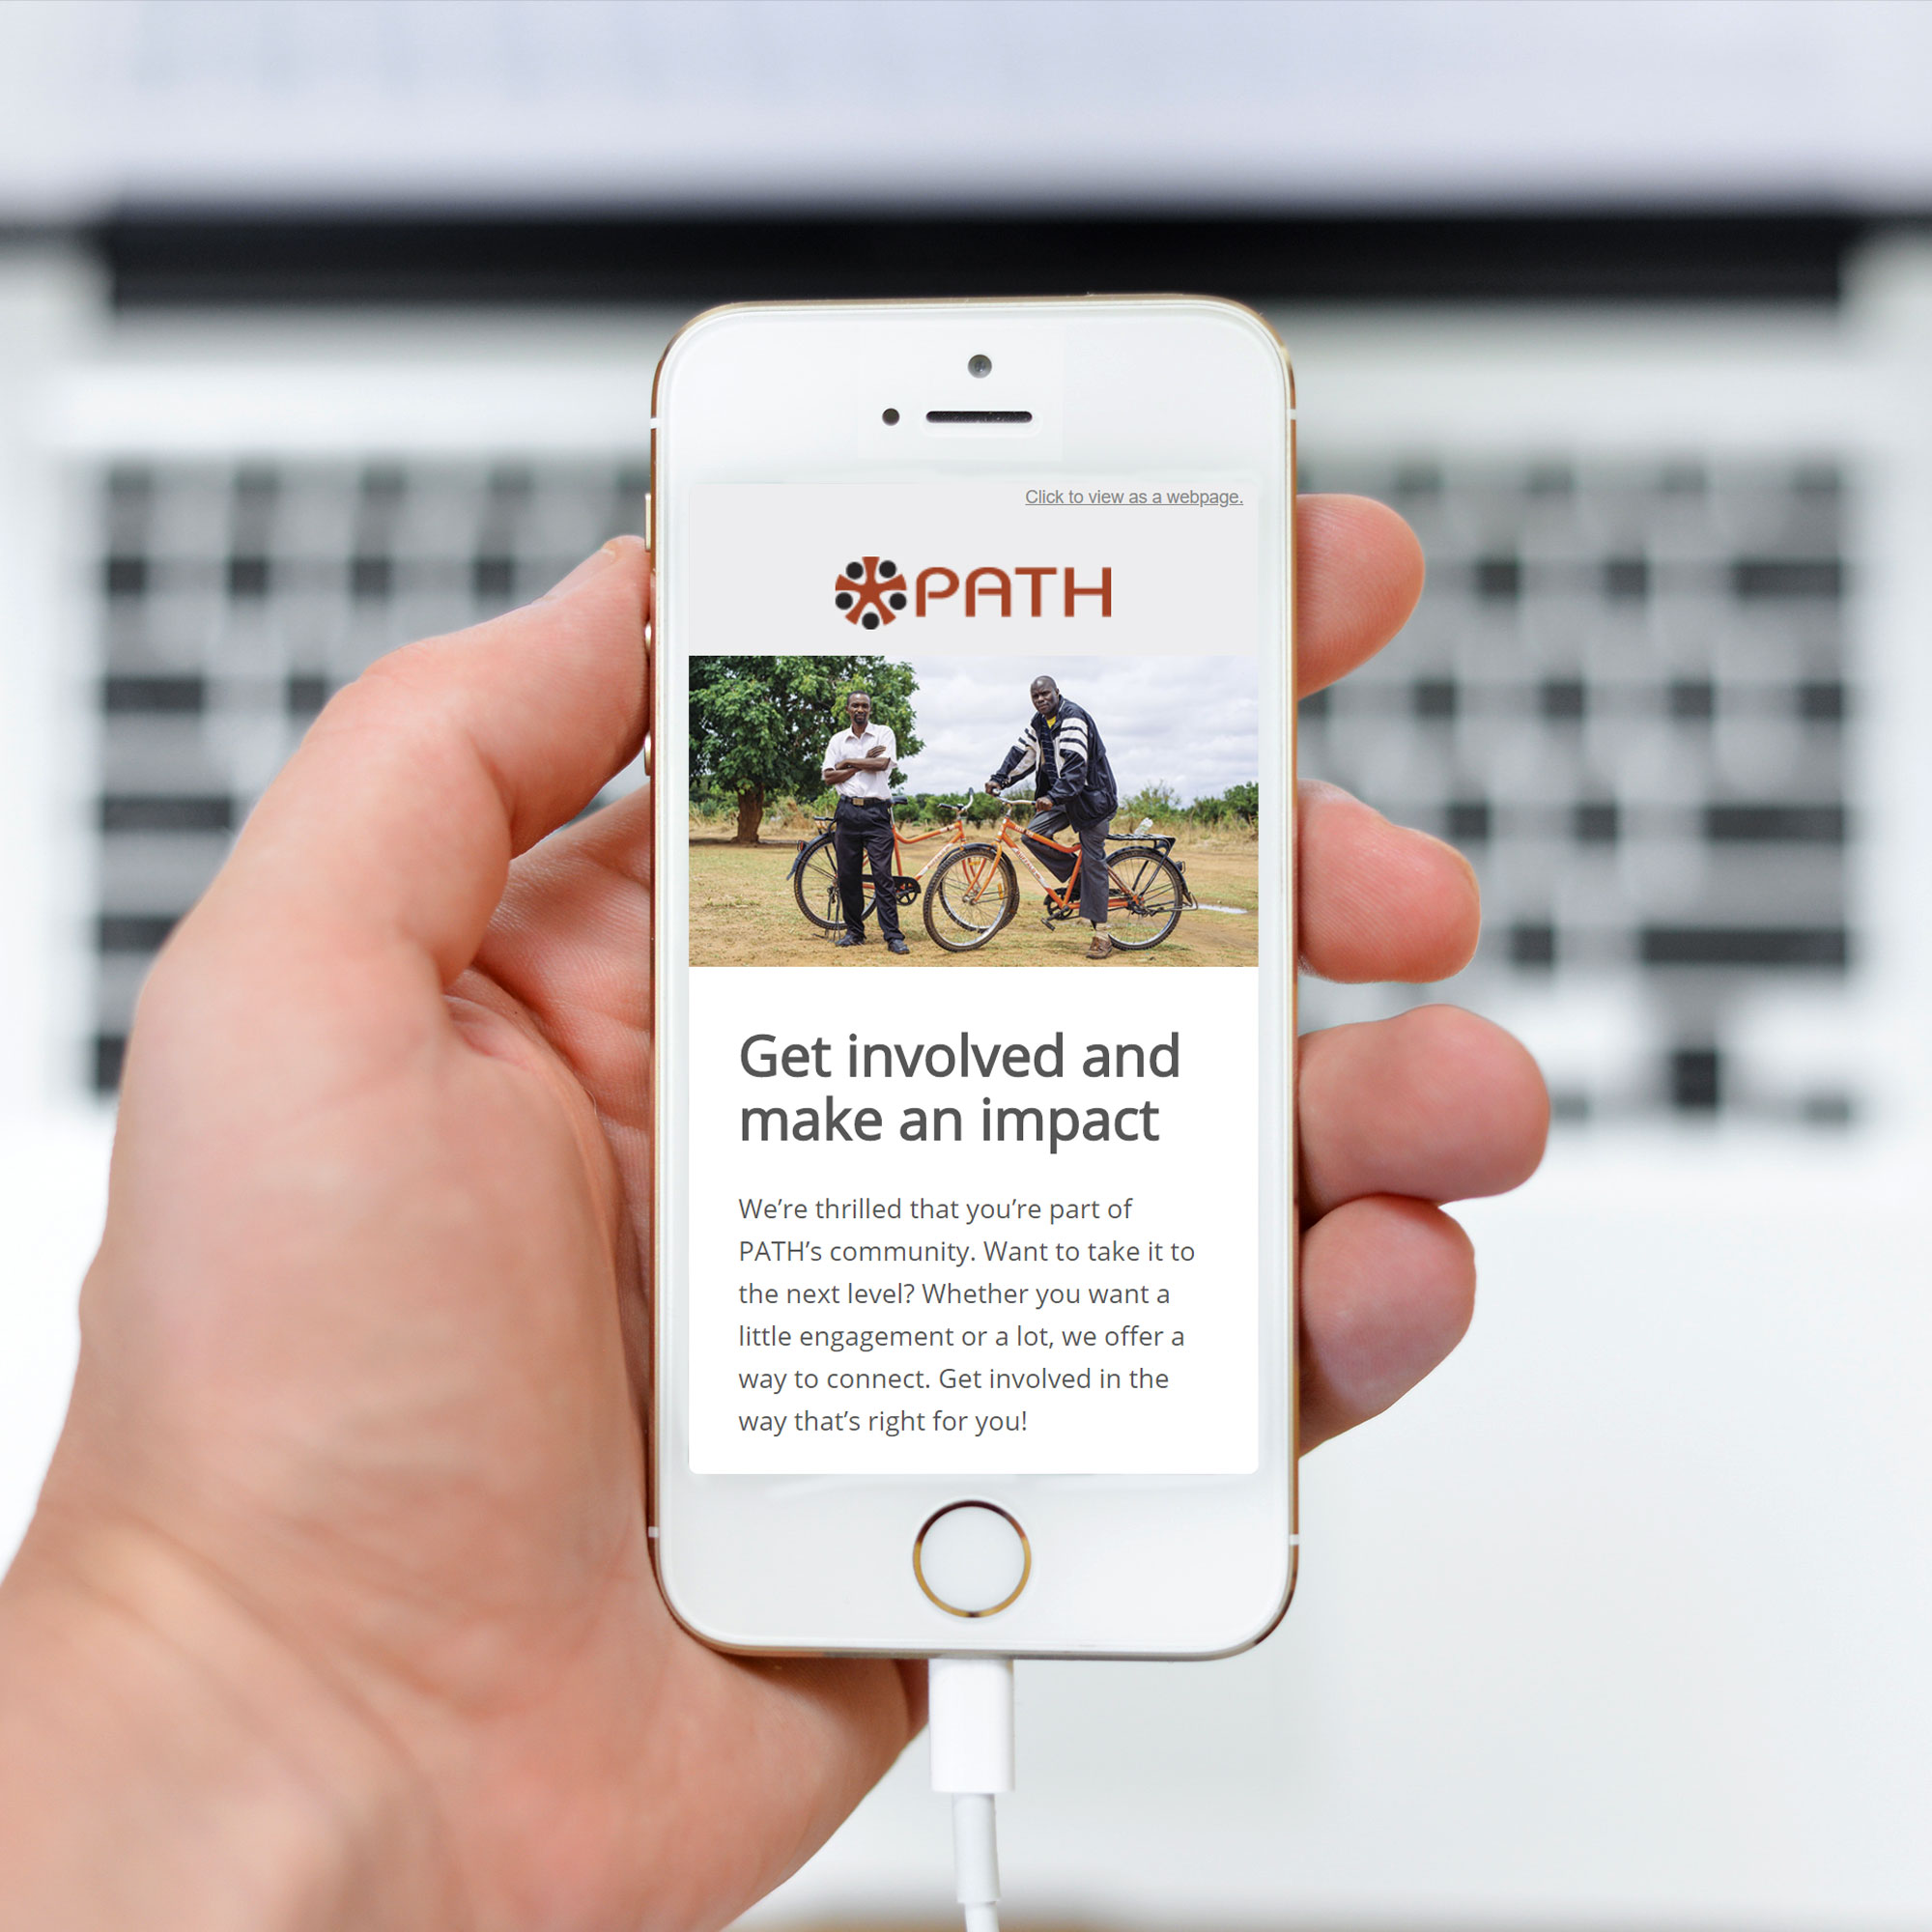 Click to view as a webpage.
PATH
Get involved and
make an impact
We’re thrilled that you’re part of
PATH’s community. Want to take it to
the next level? Whether you want a
little engagement or a lot, we offer a
way to connect. Get involved in the
way that’s right for you!